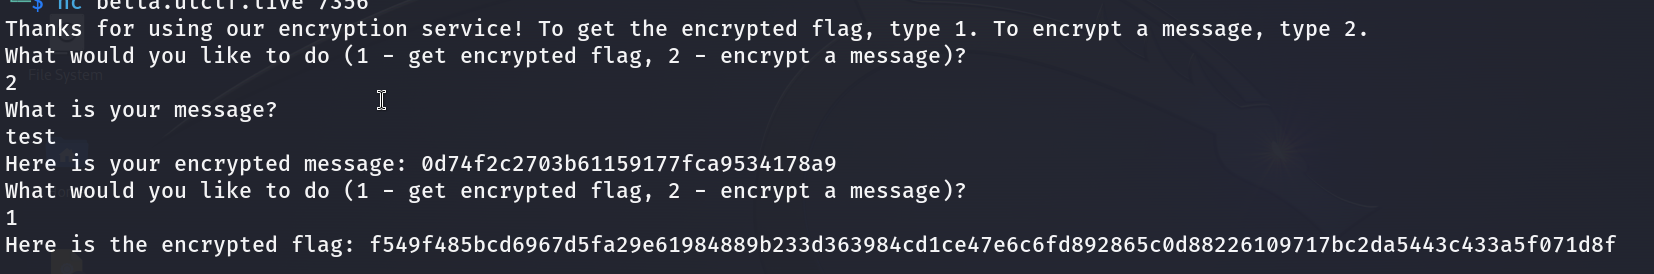 $ nc betta.utctf.live 7356
Thanks for using our encryption service! To get the encrypted flag, type 1. To encrypt a message, type 2.
What would you like to do (1 - get encrypted flag, 2 - encrypt a message)?
File System
2
What is your message?
test
Here is your encrypted message: 0d74f2c2703b61159177fca9534178a9
What would you like to do (1 - get encrypted flag, 2 - encrypt a message)?
1
Here is the encrypted flag: f549f485bcd6967d5fa29e61984889b233d363984cd1ce47e6c6fd892865c0d88226109717bc2da5443c433a5f071d8f